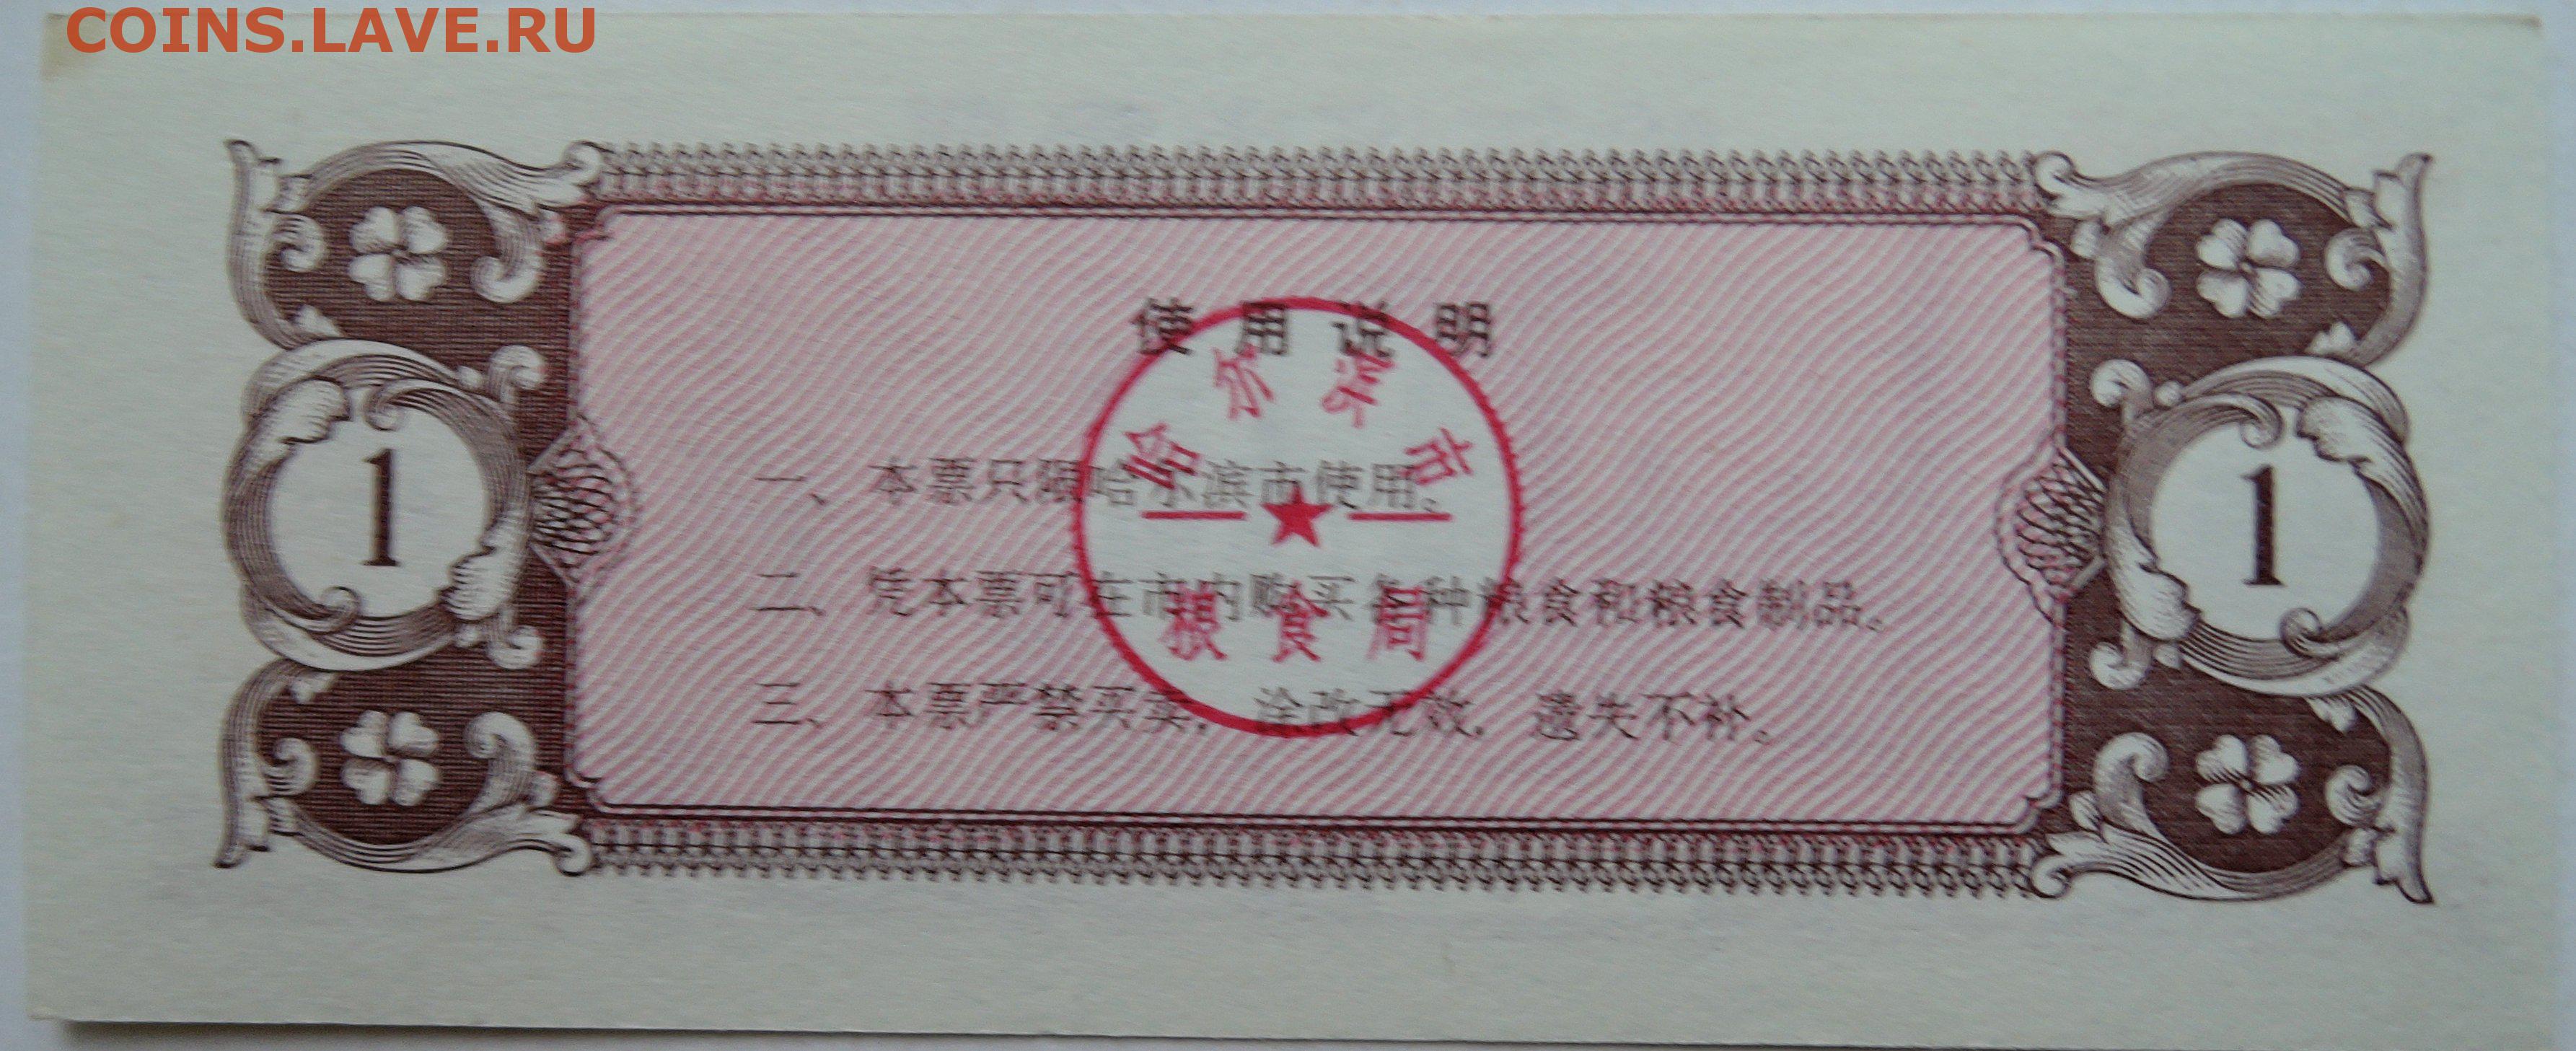 COINS.LAVE.RU
使用说明
哈尔滨市
1
一、本票只限哈尔滨市使用。
1
二、凭本票可在市内购买各种粮食和粮食制品。
粮食局
三、本票严禁买卖，涂改无效，遗失不补。